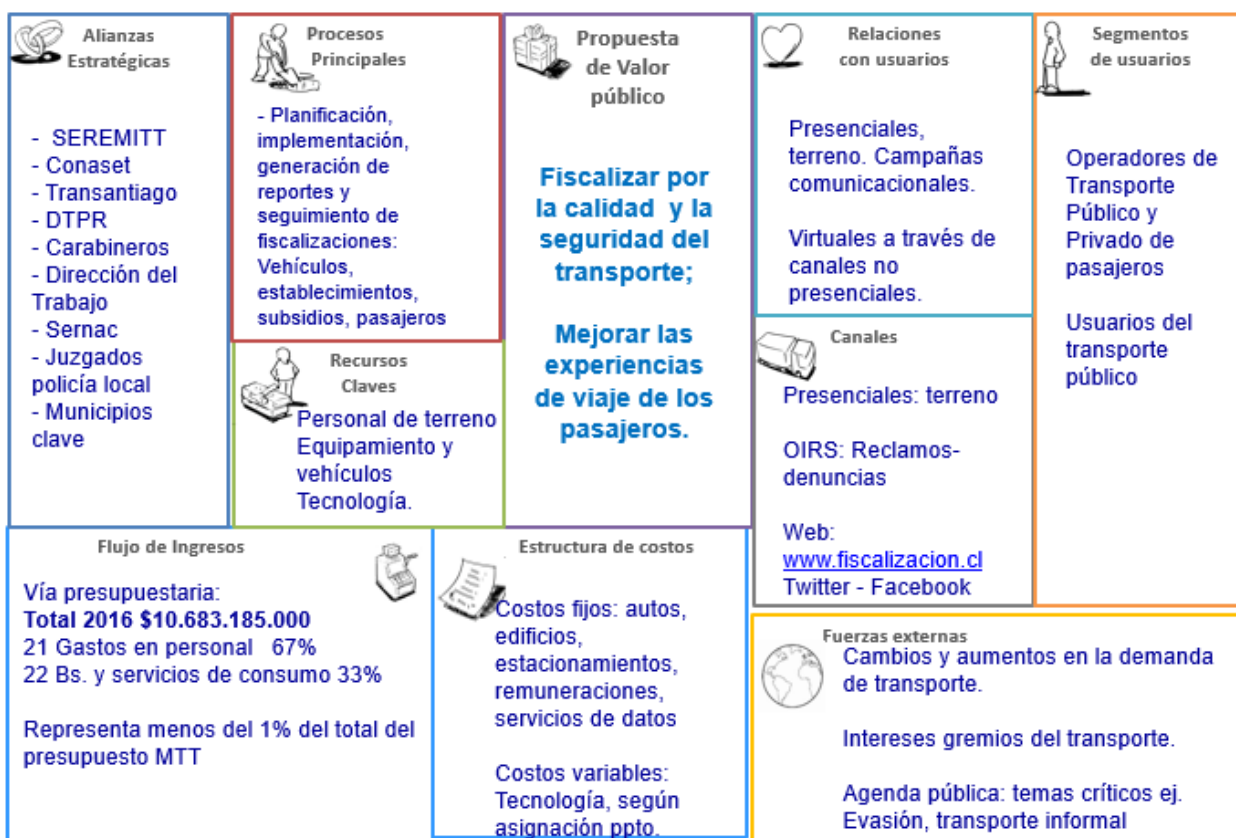 Alianzas
Estratégicas
- SEREMITT
- Conaset
- Transantiago
- DTPR
- Carabineros
- Dirección del
Trabajo
- Sernac
- Juzgados
policía local
- Municipios
clave
Procesos
Principales
- Planificación,
implementación,
generación de
reportes y
seguimiento de
fiscalizaciones:
Vehículos,
establecimientos,
subsidios, pasajeros
Recursos
Claves
Personal de terreno
Equipamiento y
vehículos
Tecnología.
Propuesta
de Valor
público
Fiscalizar por
la calidad y la
seguridad del
transporte;
Mejorar las
experiencias
de viaje de los
pasajeros.
Relaciones
con usuarios
Presenciales,
terreno. Campañas
comunicacionales.
Virtuales a través de
canales no
presenciales.
Canales
Presenciales: terreno
OIRS: Reclamos-
denuncias
Web:
www.fiscalizacion.cl
Twitter - Facebook
Segmentos
de usuarios
Operadores de
Transporte
Público y
Privado de
pasajeros
Usuarios del
transporte
público
Flujo de Ingresos
Vía presupuestaria:
Total 2016 $10.683.185.000
21 Gastos en personal 67%
22 Bs. y servicios de consumo 33%
Representa menos del 1% del total del
presupuesto MTT
Estructura de costos
Costos fijos: autos,
edificios,
estacionamientos,
remuneraciones,
servicios de datos
Costos variables:
Tecnología, según
asignación ppto.
Fuerzas externas
Cambios y aumentos en la demanda
de transporte.
Intereses gremios del transporte.
Agenda pública: temas críticos ej.
Evasión, transporte informal